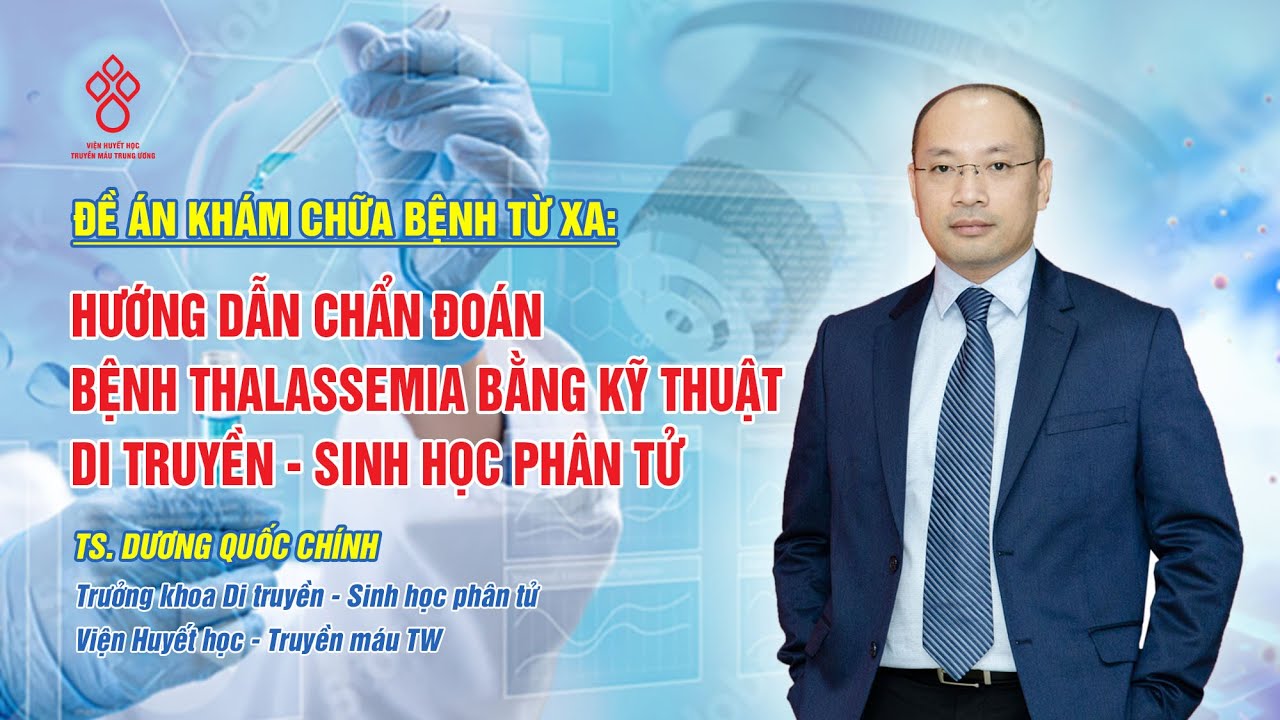 VIỆN HUYẾT HỌC
TRUYỀN MÁU TRUNG ƯƠNG
ĐỀ ÁN KHÁM CHỮA BỆNH TỪ XA:
HƯỚNG DẪN CHẨN ĐOÁN
BỆNH THALASSEMIA BẰNG KỸ THUẬT
DI TRUYỀN - SINH HỌC PHÂN TỬ
TS. DƯƠNG QUỐC CHÍNH
Trưởng khoa Di truyền - Sinh học phân tử
Viện Huyết học - Truyền máu TW